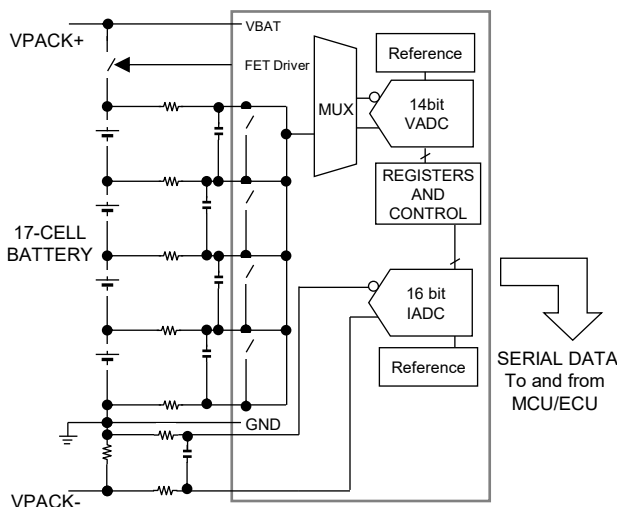 VPACK+
VBAT
FET Driver
MUX
Reference
14bit
VADC
REGISTERS
AND
CONTROL
17-CELL
BATTERY
16 bit
IADC
Reference
SERIAL DATA
To and from
MCU/ECU
GND
VPACK-